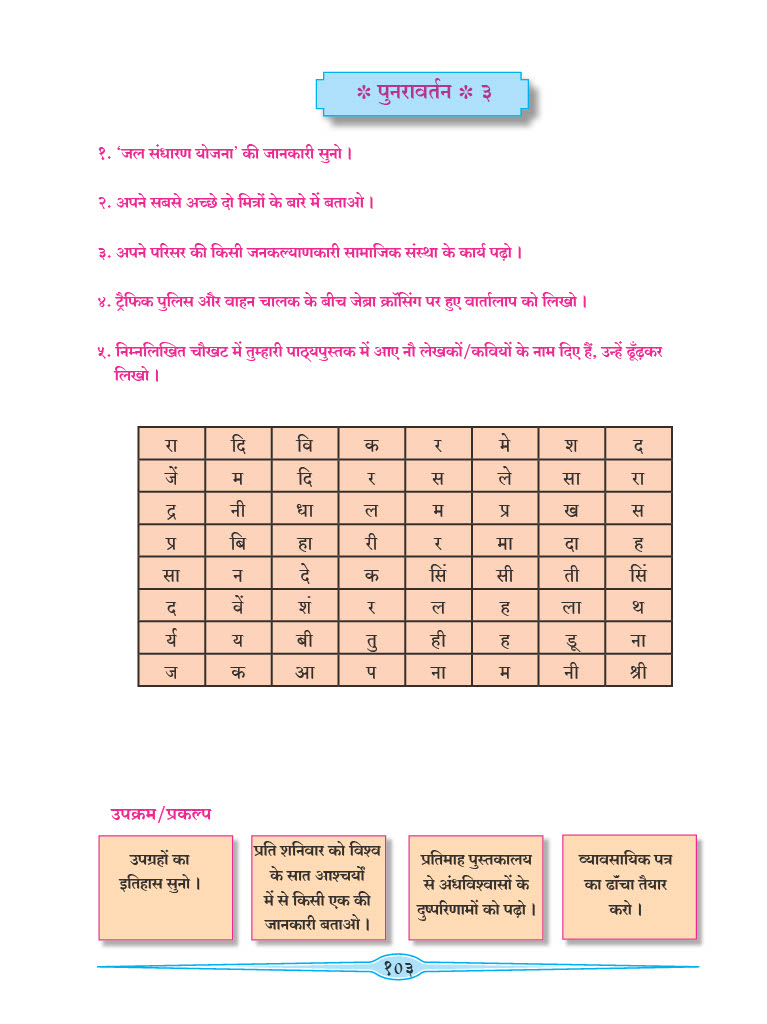 * पुनरावर्तन * ३
१. ‘जल संधारण योजना’ की जानकारी सुनो ।
२. अपने सबसे अच्छे दो मित्रों के बारे में बताओ ।
३. अपने परिसर की किसी जनकल्याणकारी सामाजिक संस्था के कार्य पढ़ो ।
४. ट्रैफिक पुलिस और वाहन चालक के बीच जेब्रा क्रॉसिंग पर हुए वार्तालाप को लिखो ।
५. निम्नलिखित चौखट में तुम्हारी पाठ्यपुस्तक में आए नौ लेखकों/कवियों के नाम दिए हैं, उन्हें ढूँढ़कर
लिखो ।
रा दि वि क र मे श द
जें म दि र स ले सा रा
द्र नी धा ल म प्र ख स
प्र बि हा री र मा दा ह
सा न दे क सिं सी ती सिं
द वें शं र ल ह ला थ
र्य य बी तु ही ह डू ना
ज क आ प ना म नी श्री
उपक्रम/प्रकल्प
उपग्रहों का
इतिहास सुनो ।
प्रति शनिवार को विश्व
के सात आश्चर्यों
में से किसी एक की
जानकारी बताओ ।
प्रतिमाह पुस्तकालय
से अंधविश्वासों के
दुष्परिणामों को पढ़ो ।
व्यावसायिक पत्र
का ढाँचा तैयार
करो ।
१०३